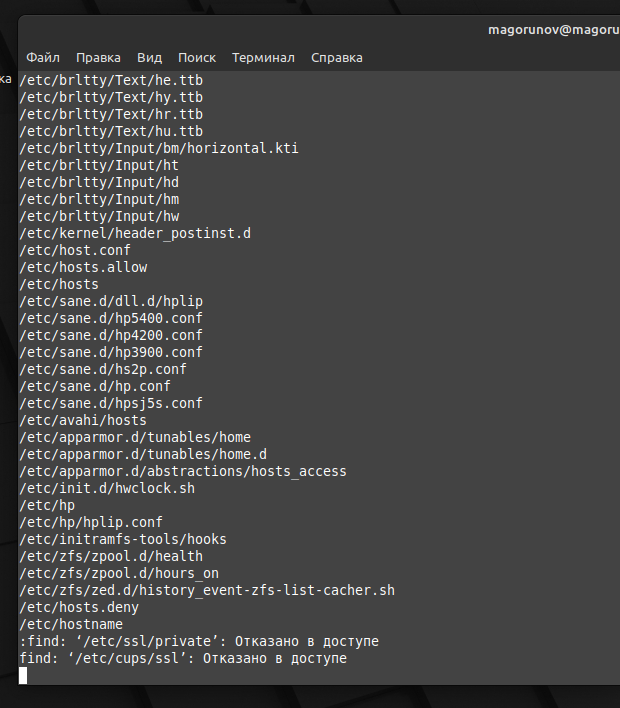 magorunov@magoru
Файл Правка Вид Поиск Терминал Справка
ка
/etc/brltty/Text/he.ttb
/etc/brltty/Text/hy.ttb
/etc/brltty/Text/hr.ttb
/etc/brltty/Text/hu.ttb
/etc/brltty/Input/bm/horizontal.kti
/etc/brltty/Input/ht
/etc/brltty/Input/hd
/etc/brltty/Input/hm
/etc/brltty/Input/hw
/etc/kernel/header_postinst.d
/etc/host.conf
/etc/hosts.allow
/etc/hosts
/etc/sane.d/dll.d/hplip
/etc/sane.d/hp5400.conf
/etc/sane.d/hp4200.conf
/etc/sane.d/hp3900.conf
/etc/sane.d/hs2p.conf
/etc/sane.d/hp.conf
/etc/sane.d/hpsj5s.conf
/etc/avahi/hosts
/etc/apparmor.d/tunables/home
/etc/apparmor.d/tunables/home.d
/etc/apparmor.d/abstractions/hosts_access
/etc/init.d/hwclock.sh
/etc/hp
/etc/hp/hplip.conf
/etc/initramfs-tools/hooks
/etc/zfs/zpool.d/health
/etc/zfs/zpool.d/hours_on
/etc/zfs/zed.d/history_event-zfs-list-cacher.sh
/etc/hosts.deny
/etc/hostname
:find: ‘/etc/ssl/private’: Отказано в доступе
find: ‘/etc/cups/ssl’: Отказано в доступе